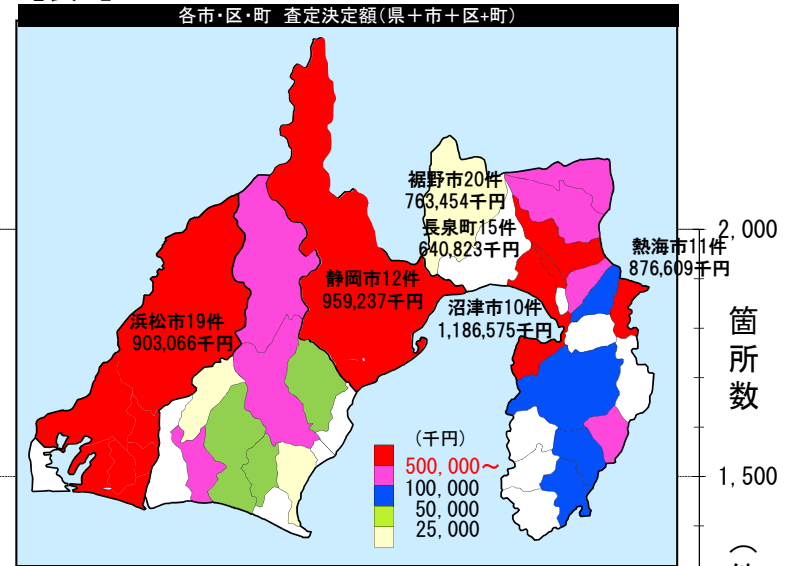 各市・区・町 査定決定額(県+市+区+町)
裾野市20件
763,454千円
長泉町15件
640,823千円
熱海市11件
876,609千円
静岡市12件
959,237千円
沼津市10件
1,186,575千円
浜松市19件
903,066千円
(千円)
500,000~
100,000
50,000
25,000
2,000
1,500
箇所数